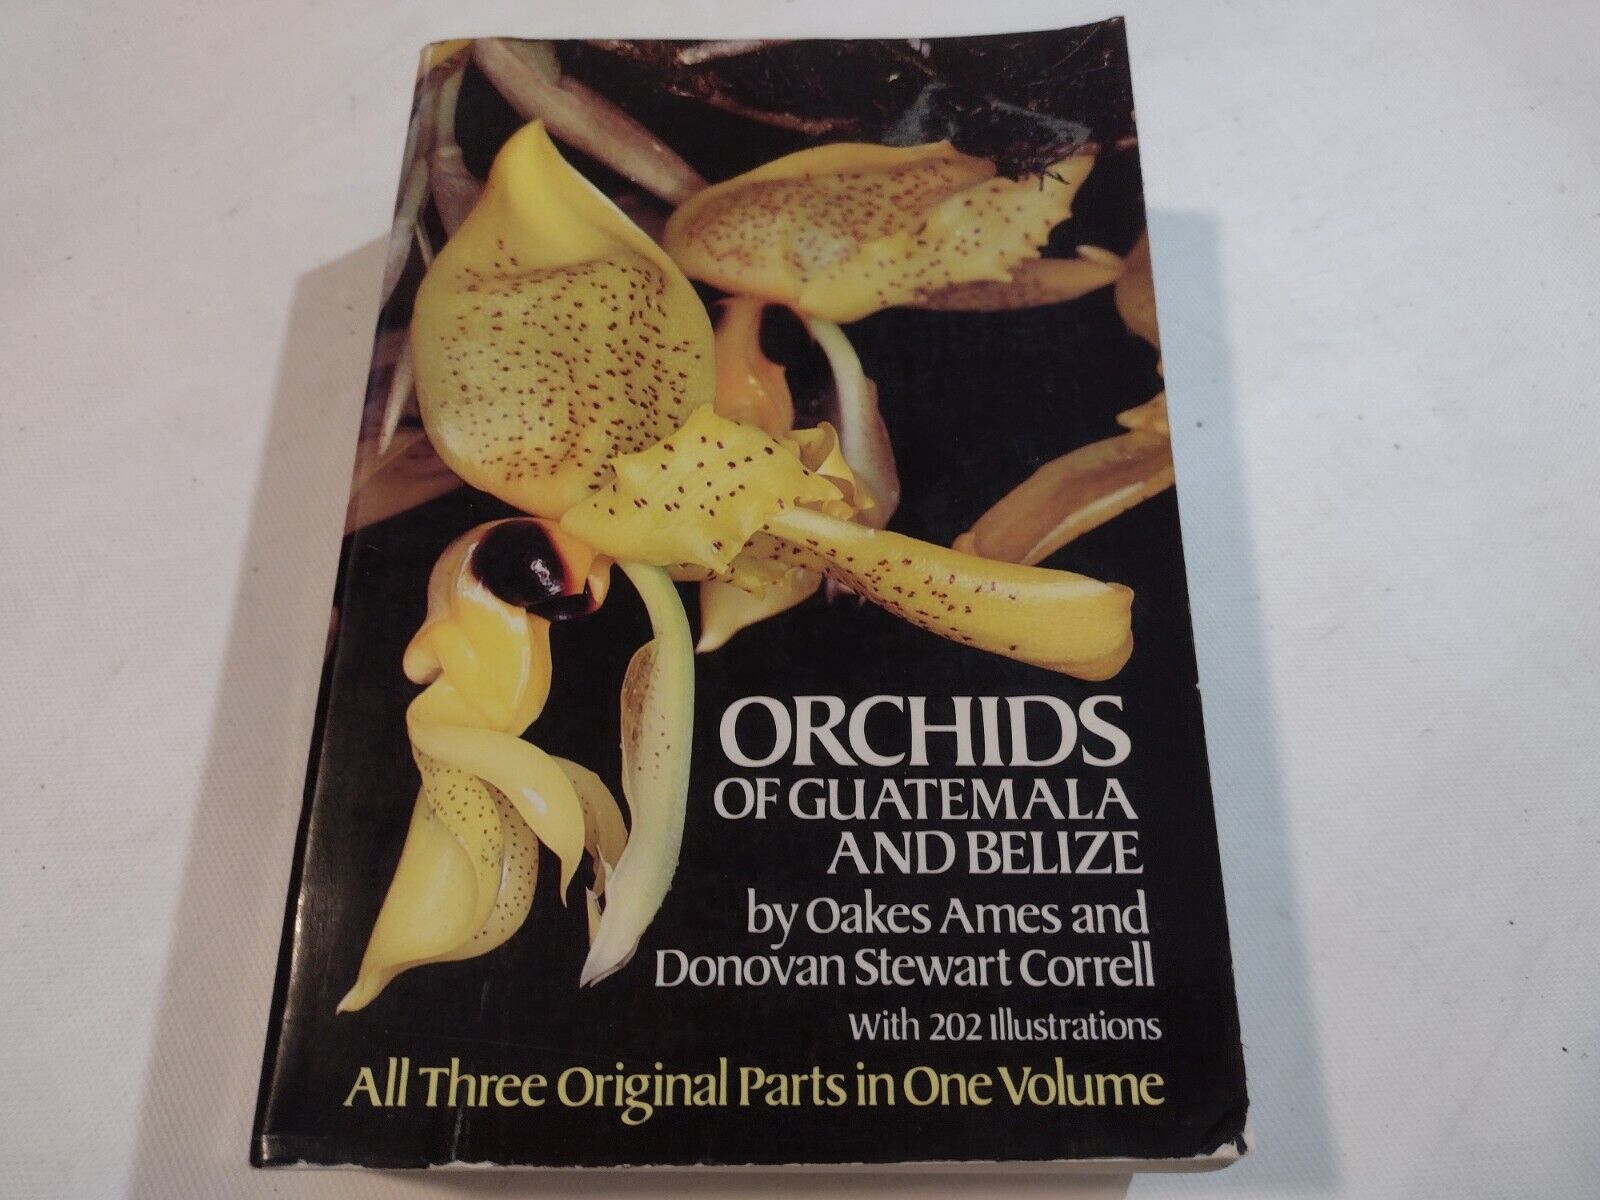 ORCHIDS
OF GUATEMALA
AND BELIZE
by Oakes Ames and
Donovan Stewart Correll
With 202 Illustrations
All Three Original Parts in One Volume